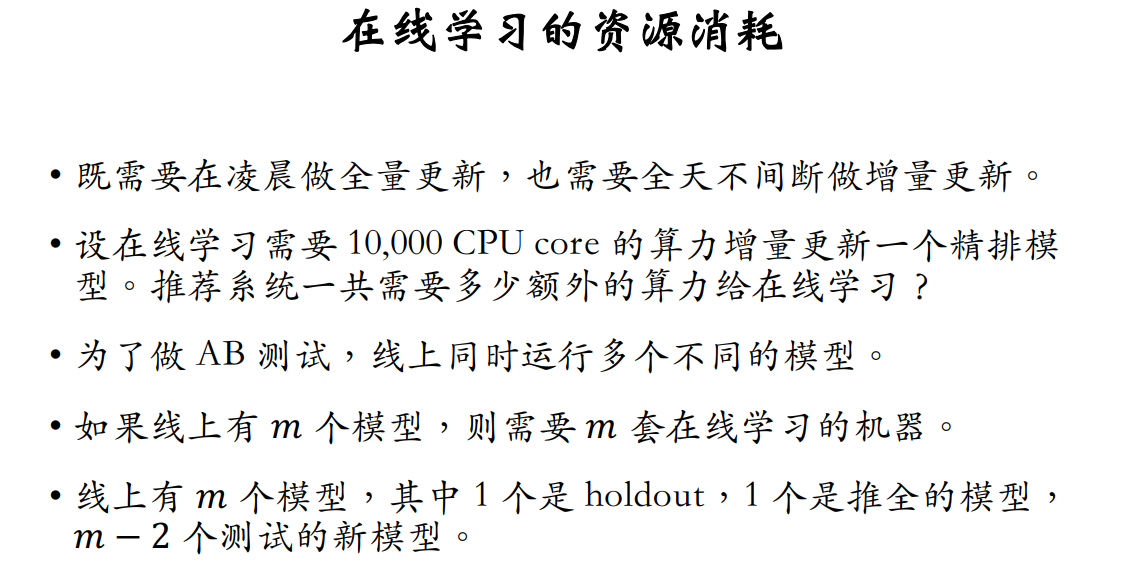 在线学习的资源消耗
• 既需要在凌晨做全量更新，也需要全天不间断做增量更新。
• 设在线学习需要 10,000 CPU core 的算力增量更新一个精排模
型。推荐系统一共需要多少额外的算力给在线学习？
• 为了做 AB 测试，线上同时运行多个不同的模型。
• 如果线上有 m 个模型，则需要 m 套在线学习的机器。
• 线上有 m 个模型，其中 1 个是 holdout，1 个是推全的模型，
m − 2 个测试的新模型。